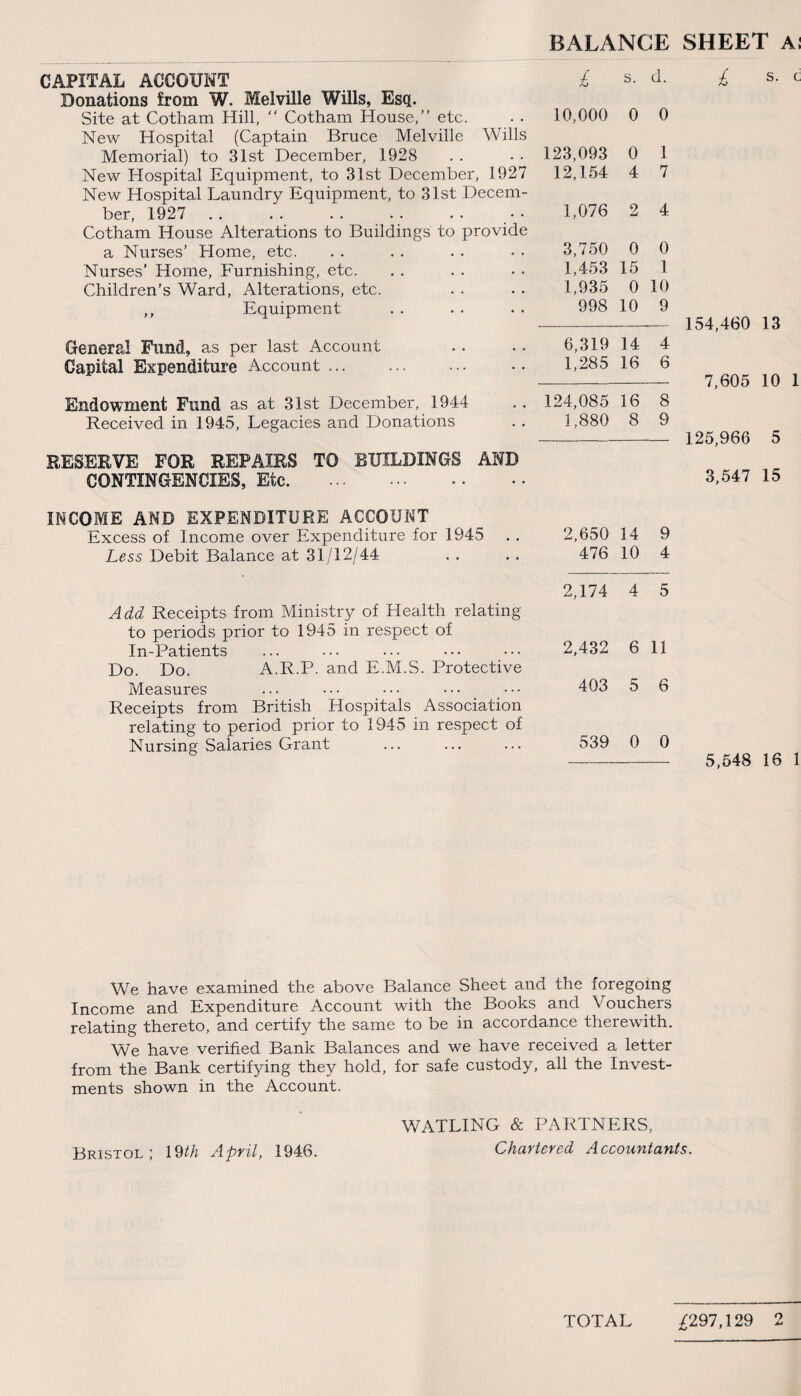 BALANCE SHEET
CAPITAL ACCOUNT £ s. d. £ s.
Donations from W. Melville Wills, Esq.
Site at Cotham Hill, “ Cotham House,” etc. . . 10,000 0 0
New Hospital (Captain Bruce Melville Wills
Memorial) to 31st December, 1928 . . . . 123,093 0 1
New Hospital Equipment, to 31st December, 1927 12,154 4 7
New Hospital Laundry Equipment, to 31st Decem-
ber, 1927 . . . . . . . . . . . . 1,076 2 4
Cotham House Alterations to Buildings to provide
a Nurses’ Home, etc. . . . . . . . . 3,750 0 0
Nurses’ Home, Furnishing, etc. . . . . . . 1,453 15 1
Children’s Ward, Alterations, etc. . . . . 1,935 0 10
,, Equipment . . . . . . 998 10 9
154,460 13
General Fund, as per last Account . . . . 6,319 14 4
Capital Expenditure Account ... ... ... . . 1,285 16 6
7,605 10 1
Endowment Fund as at 31st December, 1944 . . 124,085 16 8
Received in 1945, Legacies and Donations . . 1,880 8 9
125,966 5
RESERVE FOR REPAIRS TO BUILDINGS AND
CONTINGENCIES, Etc. ... ... . . . . 3,547 15
INCOME AND EXPENDITURE ACCOUNT
Excess of Income over Expenditure for 1945 . . 2,650 14 9
Less Debit Balance at 31/12/44 . . . . 476 10 4
2,174 4 5
Add Receipts from Ministry of Health relating
to periods prior to 1945 in respect of
In-Patients ... ... ... ... ... 2,432 6 11
Do. Do. A.R.P. and E.M.S. Protective
Measures ... ... ... ... ... 403 5 6
Receipts from British Hospitals Association
relating to period prior to 1945 in respect of
Nursing Salaries Grant ... ... ... 539 0 0
5,548 16 1
We have examined the above Balance Sheet and the foregoing
Income and Expenditure Account with the Books and Vouchers
relating thereto, and certify the same to be in accordance therewith.
We have verified Bank Balances and we have received a letter
from the Bank certifying they hold, for safe custody, all the Invest-
ments shown in the Account.
WATLING & PARTNERS,
Bristol ; 19th April, 1946. Chartered Accountants.
TOTAL £297,129 2